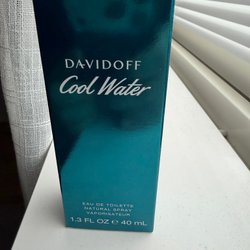 DAVIDOFF
Cool Water
EAU DE TOILETTE
NATURAL SPRAY
VAPORISATEUR
1.3 FL OZ ℮ 40 mL